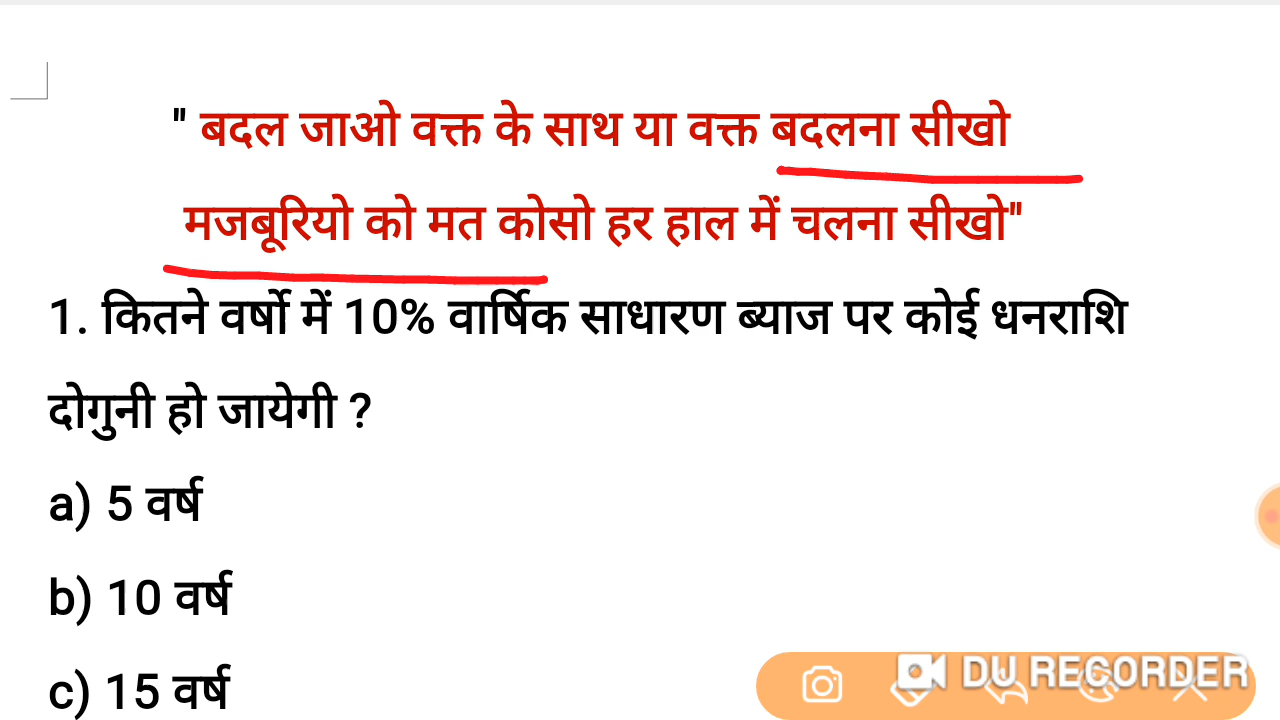 " बदल जाओ वक्त के साथ या वक्त बदलना सीखो
मजबूरियो को मत कोसो हर हाल में चलना सीखो"
1. कितने वर्षो में 10% वार्षिक साधारण ब्याज पर कोई धनराशि
दोगुनी हो जायेगी ?
a) 5 वर्ष
b) 10 वर्ष
c) 15 वर्ष
DU RECORDER